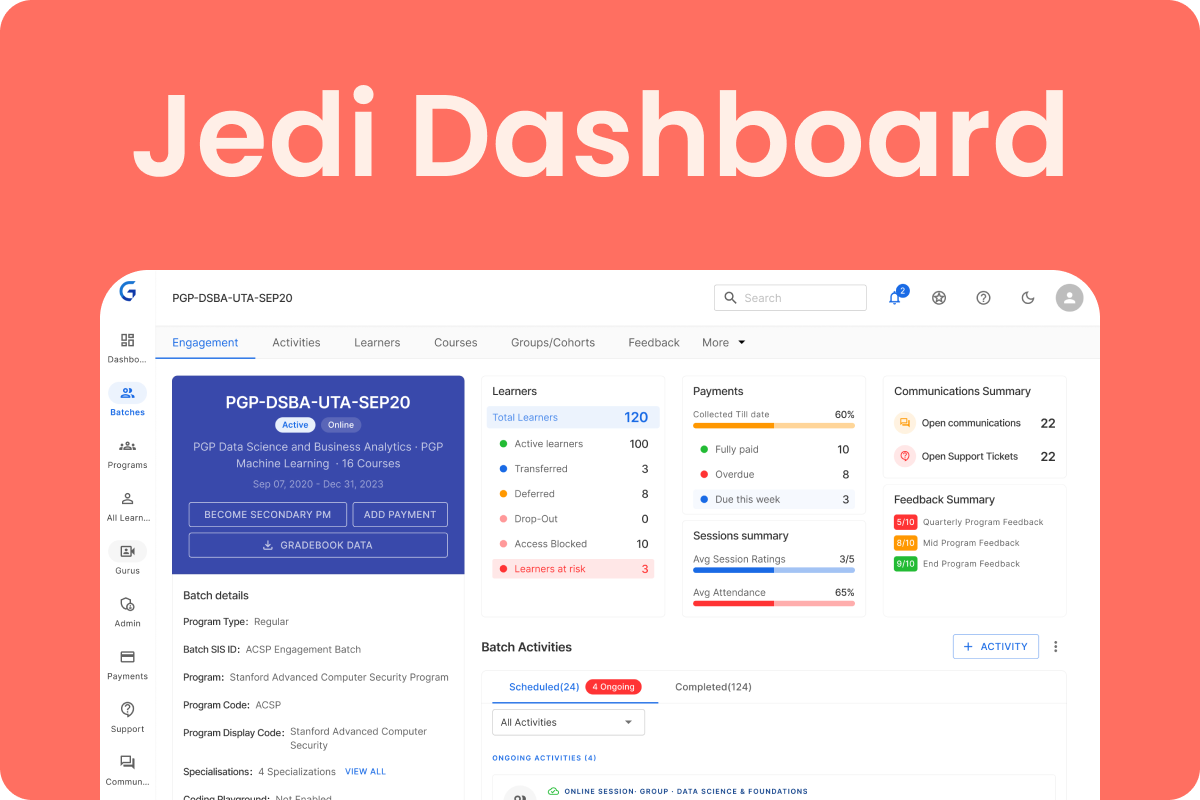 Jedi Dashboard
PGP-DSBA-UTA-SEP20
Search
2
Dashbo...
Batches
Programs
All Learn...
Gurus
Admin
Payments
Support
Commun...
Engagement
Activities
Learners
Courses
Groups/Cohorts
Feedback
More
PGP-DSBA-UTA-SEP20
Active
Online
PGP Data Science and Business Analytics · PGP
Machine Learning · 16 Courses
Sep 07, 2020 - Dec 31, 2023
BECOME SECONDARY PM
ADD PAYMENT
GRADEBOOK DATA
Batch details
Program Type: Regular
Batch SIS ID: ACSP Engagement Batch
Program: Stanford Advanced Computer Security Program
Program Code: ACSP
Program Display Code: Stanford Advanced Computer
Security
Specialisations: 4 Specializations VIEW ALL
Coding Playground: Not Enabled
Learners
Total Learners 120
Active learners 100
Transferred 3
Deferred 8
Drop-Out 0
Access Blocked 10
Learners at risk 3
Payments
Collected Till date 60%
Fully paid 10
Overdue 8
Due this week 3
Sessions summary
Avg Session Ratings 3/5
Avg Attendance 65%
Communications Summary
Open communications 22
Open Support Tickets 22
Feedback Summary
5/10 Quarterly Program Feedback
8/10 Mid Program Feedback
9/10 End Program Feedback
Batch Activities
+ ACTIVITY
Scheduled(24) 4 Ongoing
Completed(124)
All Activities
ONGOING ACTIVITIES (4)
ONLINE SESSION· GROUP · DATA SCIENCE & FOUNDATIONS